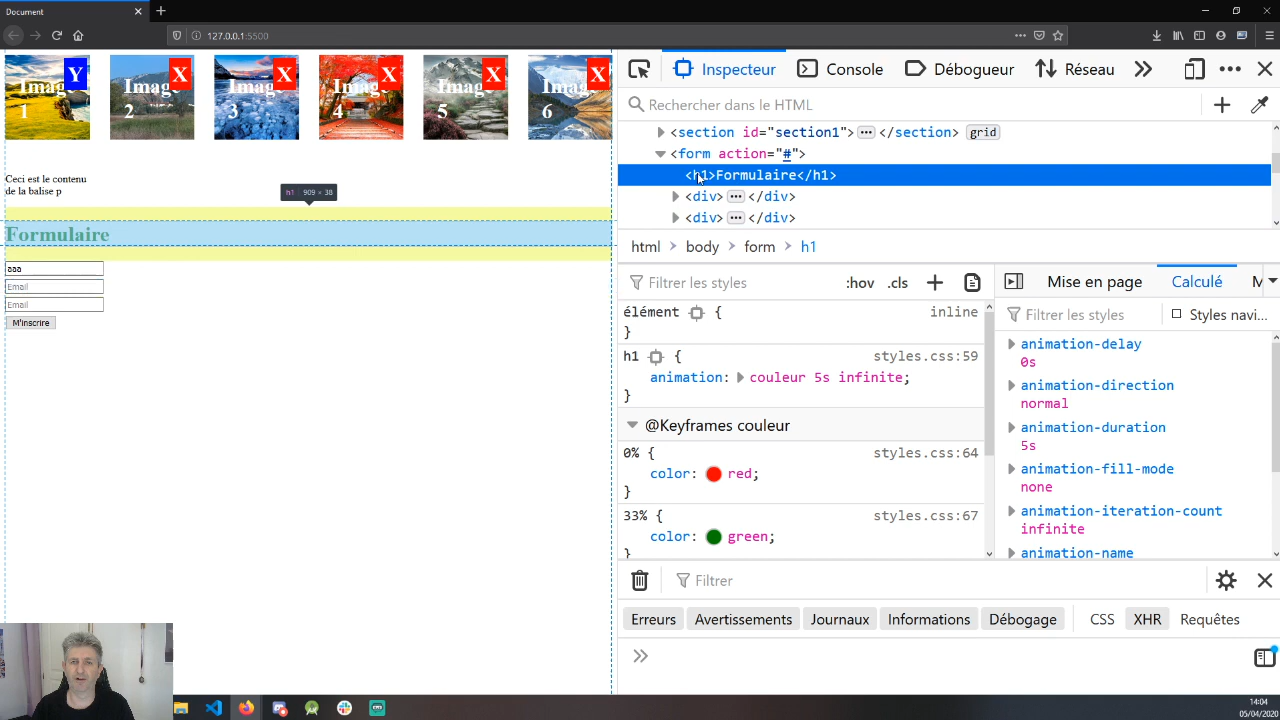 Document
127.0.0.1:5500
Image 1
Y
Image 2
X
Image 3
X
Image 4
X
Image 5
X
Image 6
X
Ceci est le contenu
de la balise p
h1 909 × 38
Formulaire
aaa
Email
Email
M'inscrire
Inspecteur
Console
Débogueur
Réseau
Rechercher dans le HTML
<section id="section1"> </section> grid
<form action="#">
<h1>Formulaire</h1>
<div> </div>
<div> </div>
html > body > form > h1
Filtrer les styles
:hov .cls
élément {
inline
}
h1 {
styles.css:59
animation: couleur 5s infinite;
}
@Keyframes couleur
0% {
styles.css:64
color: red;
}
33% {
styles.css:67
color: green;
}
Mise en page
Calculé
Filtrer les styles
Styles navi...
animation-delay
0s
animation-direction
normal
animation-duration
5s
animation-fill-mode
none
animation-iteration-count
infinite
animation-name
Filtrer
Erreurs Avertissements Journaux Informations Débogage CSS XHR Requêtes
14:04
05/04/2020